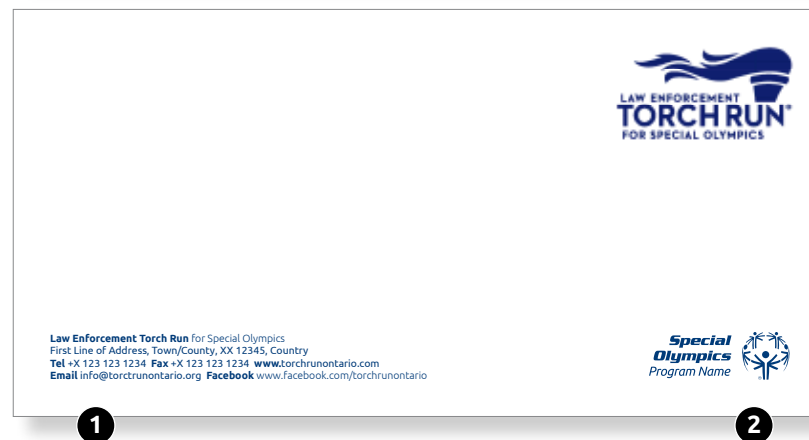 LAW ENFORCEMENT
TORCH RUN®
FOR SPECIAL OLYMPICS
Law Enforcement Torch Run for Special Olympics
First Line of Address, Town/County, XX 12345, Country
Tel +X 123 123 1234 Fax +X 123 123 1234 www.torchrunontario.com
Email info@torctrunontario.org Facebook www.facebook.com/torchrunontario
Special
Olympics
Program Name
1
2